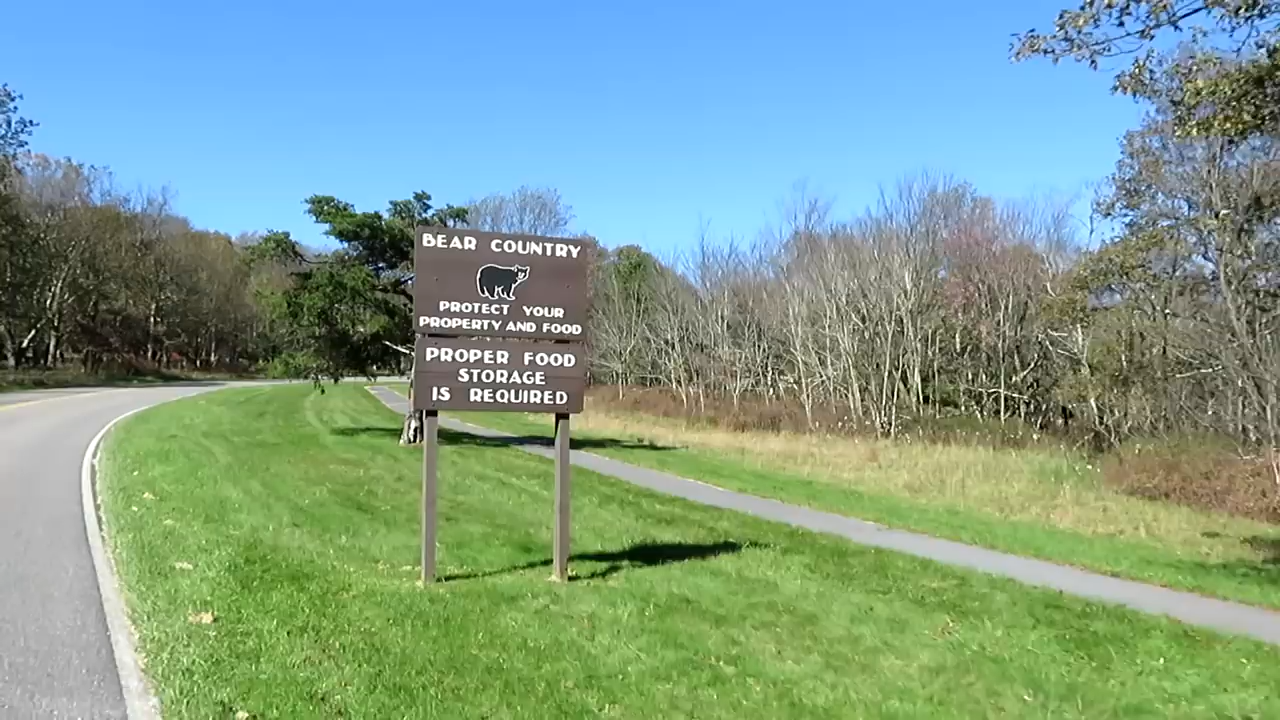 BEAR COUNTRY
PROTECT YOUR
PROPERTY AND FOOD
PROPER FOOD
STORAGE
IS REQUIRED